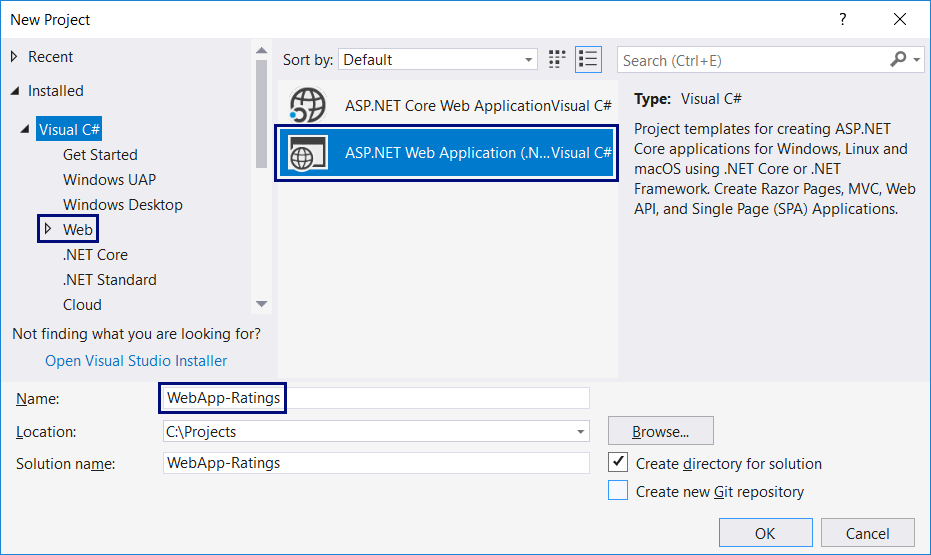 New Project
?
Recent
Installed
Visual C#
Get Started
Windows UAP
Windows Desktop
Web
.NET Core
.NET Standard
Cloud
Not finding what you are looking for?
Open Visual Studio Installer
Sort by: Default
ASP.NET Core Web Application Visual C#
ASP.NET Web Application (.N... Visual C#
Search (Ctrl+E)
Type: Visual C#
Project templates for creating ASP.NET
Core applications for Windows, Linux and
macOS using .NET Core or .NET
Framework. Create Razor Pages, MVC, Web
API, and Single Page (SPA) Applications.
Name: WebApp-Ratings
Location: C:\Projects
Browse...
Solution name: WebApp-Ratings
Create directory for solution
Create new Git repository
OK
Cancel